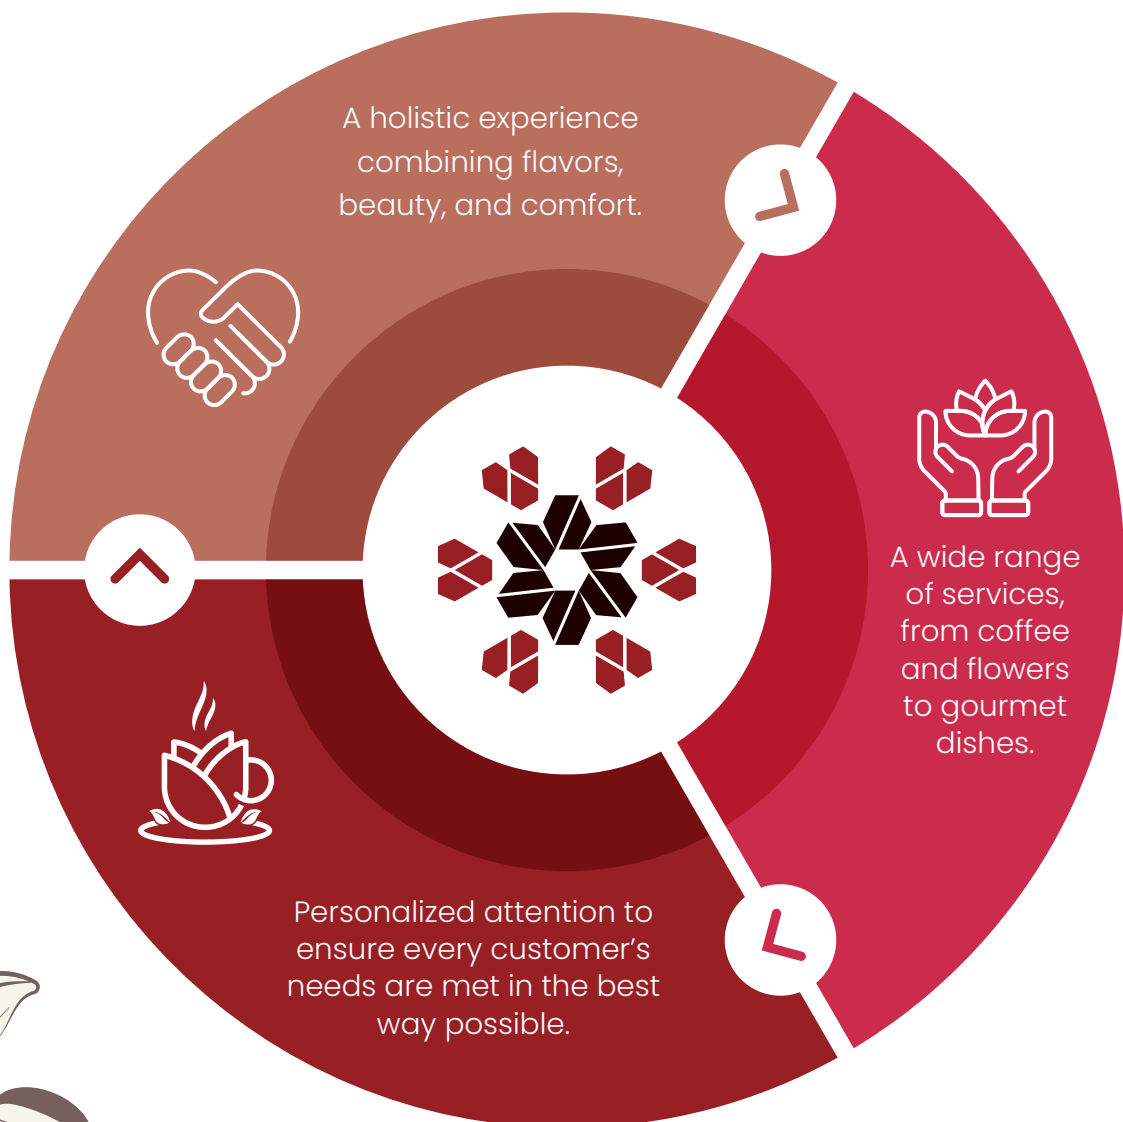 A holistic experience
combining flavors,
beauty, and comfort.
A wide range
of services,
from coffee
and flowers
to gourmet
dishes.
Personalized attention to
ensure every customer’s
needs are met in the best
way possible.